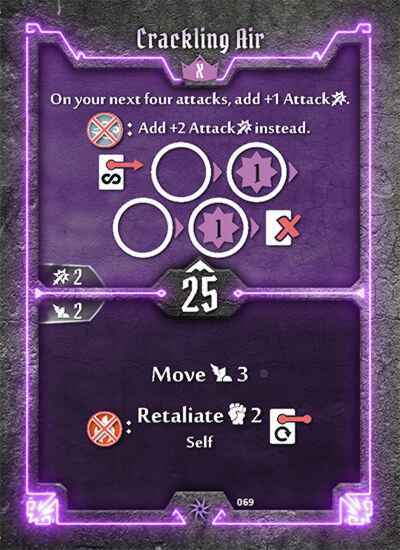 Crackling Air
X
On your next four attacks, add +1 Attack.
: Add +2 Attack instead.
1
1
2
25
2
Move 3
: Retaliate 2
Self
069